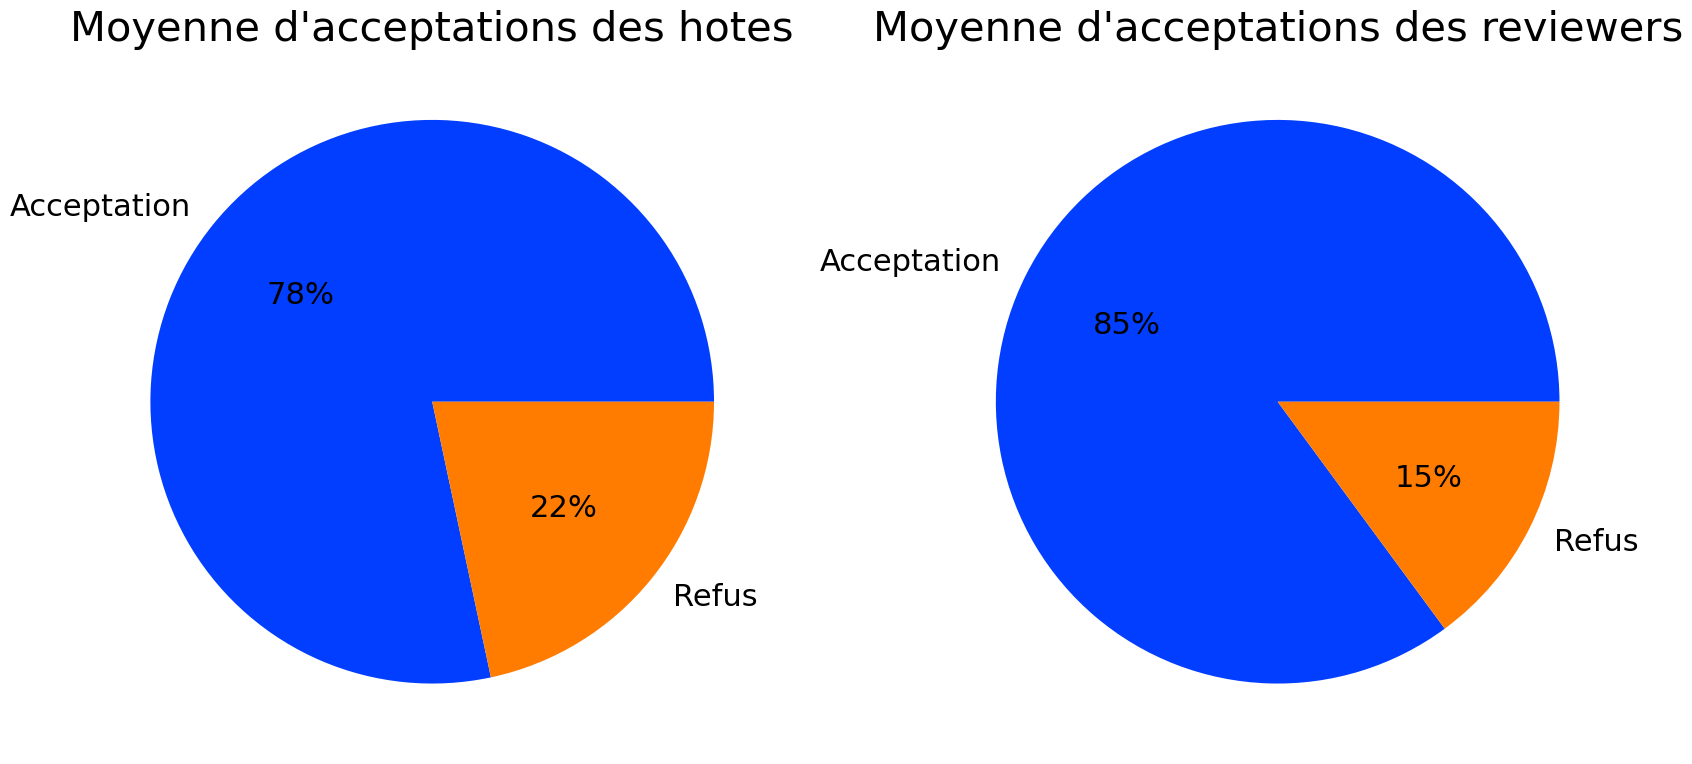 Moyenne d'acceptations des hotes
Acceptation
78%
22%
Refus
Moyenne d'acceptations des reviewers
Acceptation
85%
15%
Refus